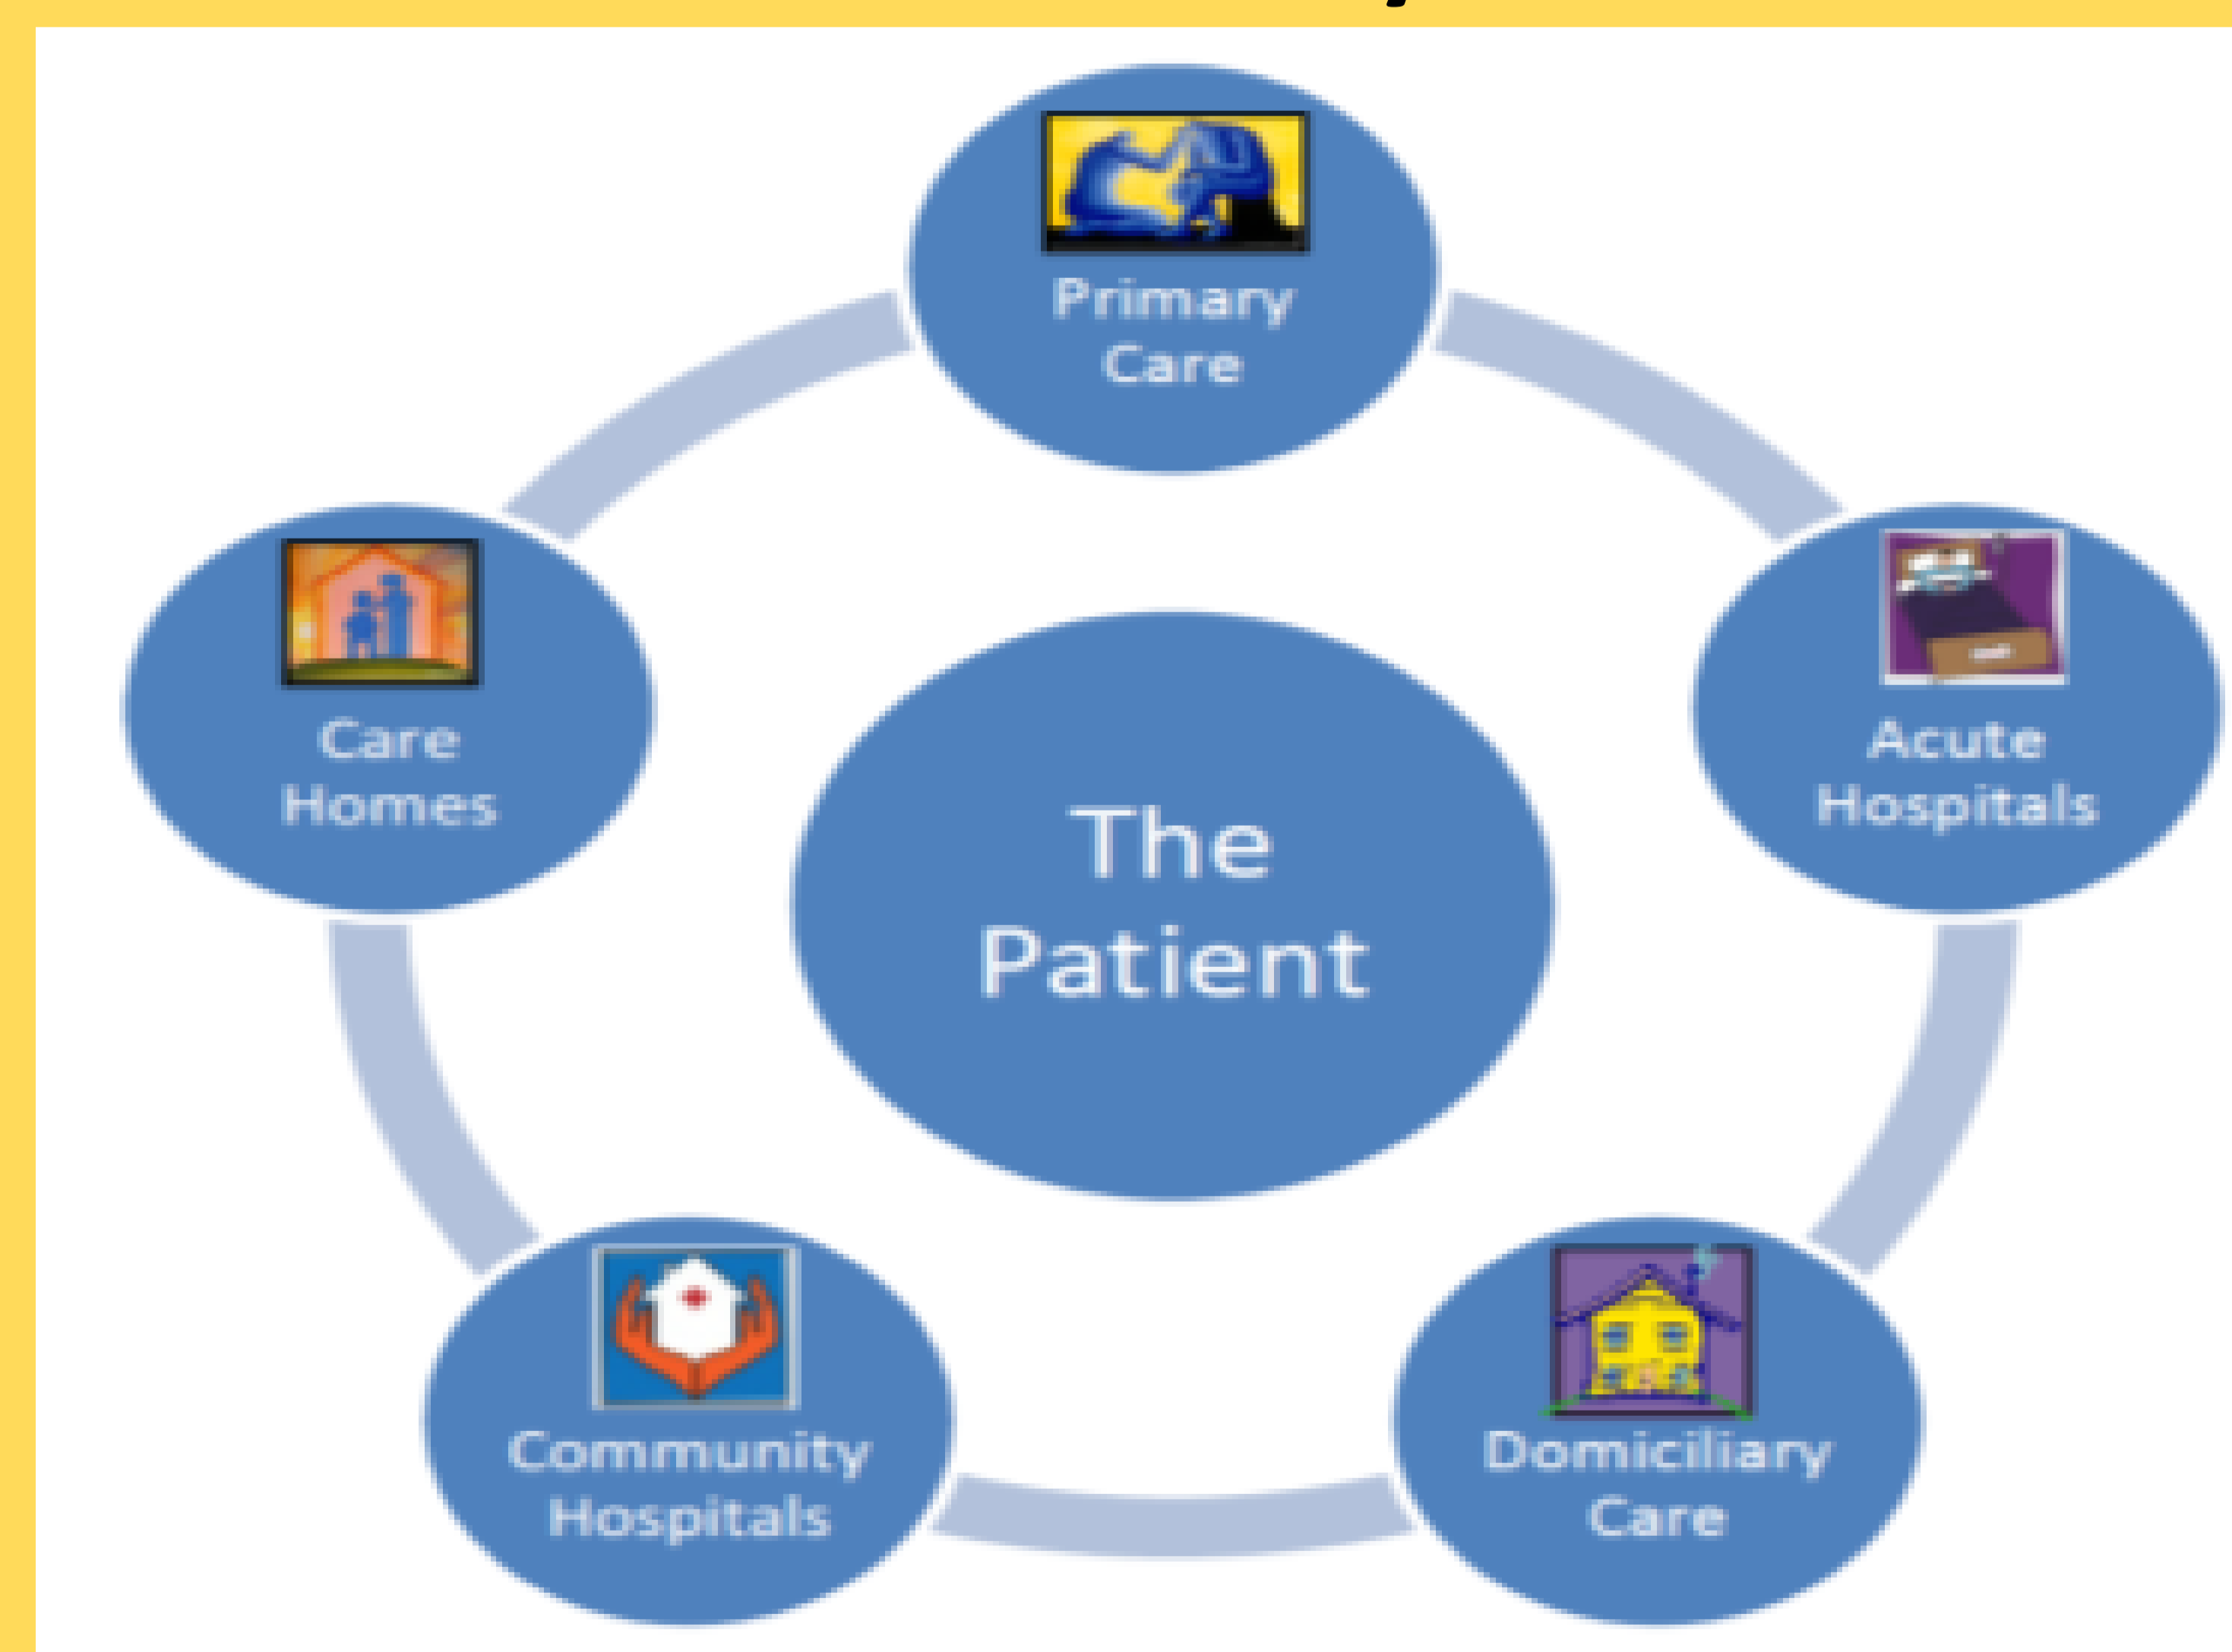 Primary
Care
Care
Homes
Acute
Hospitals
The
Patient
Community
Hospitals
Domiciliary
Care